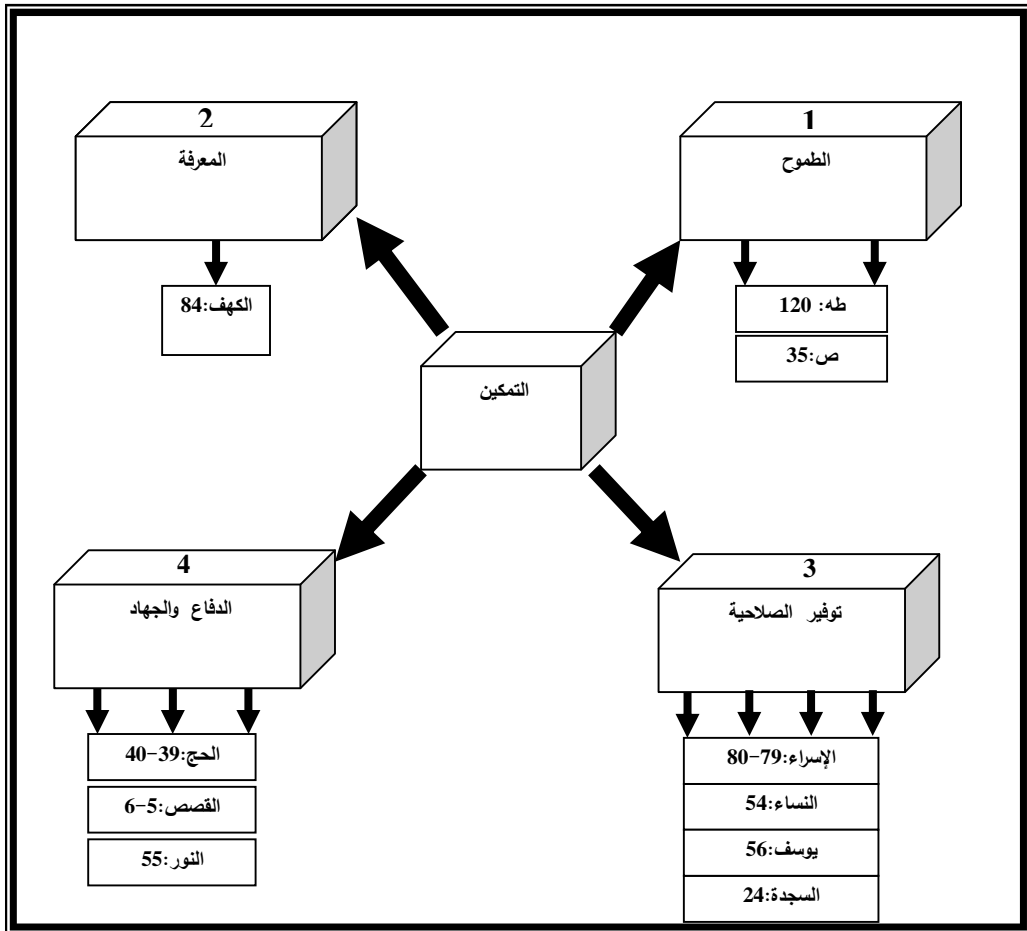 1
الطموح
طه: 120
ص:35
2
المعرفة
الكهف:84
التمكين
3
توفير الصلاحية
الإسراء:79-80
النساء:54
يوسف:56
السجدة:24
4
الدفاع والجهاد
الحج:39-40
القصص:5-6
النور:55